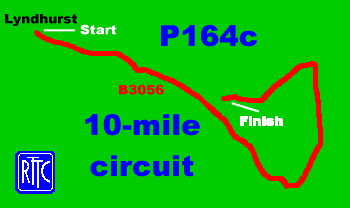 Lyndhurst
Start
P164c
B3056
10-mile
circuit
Finish
RTTC